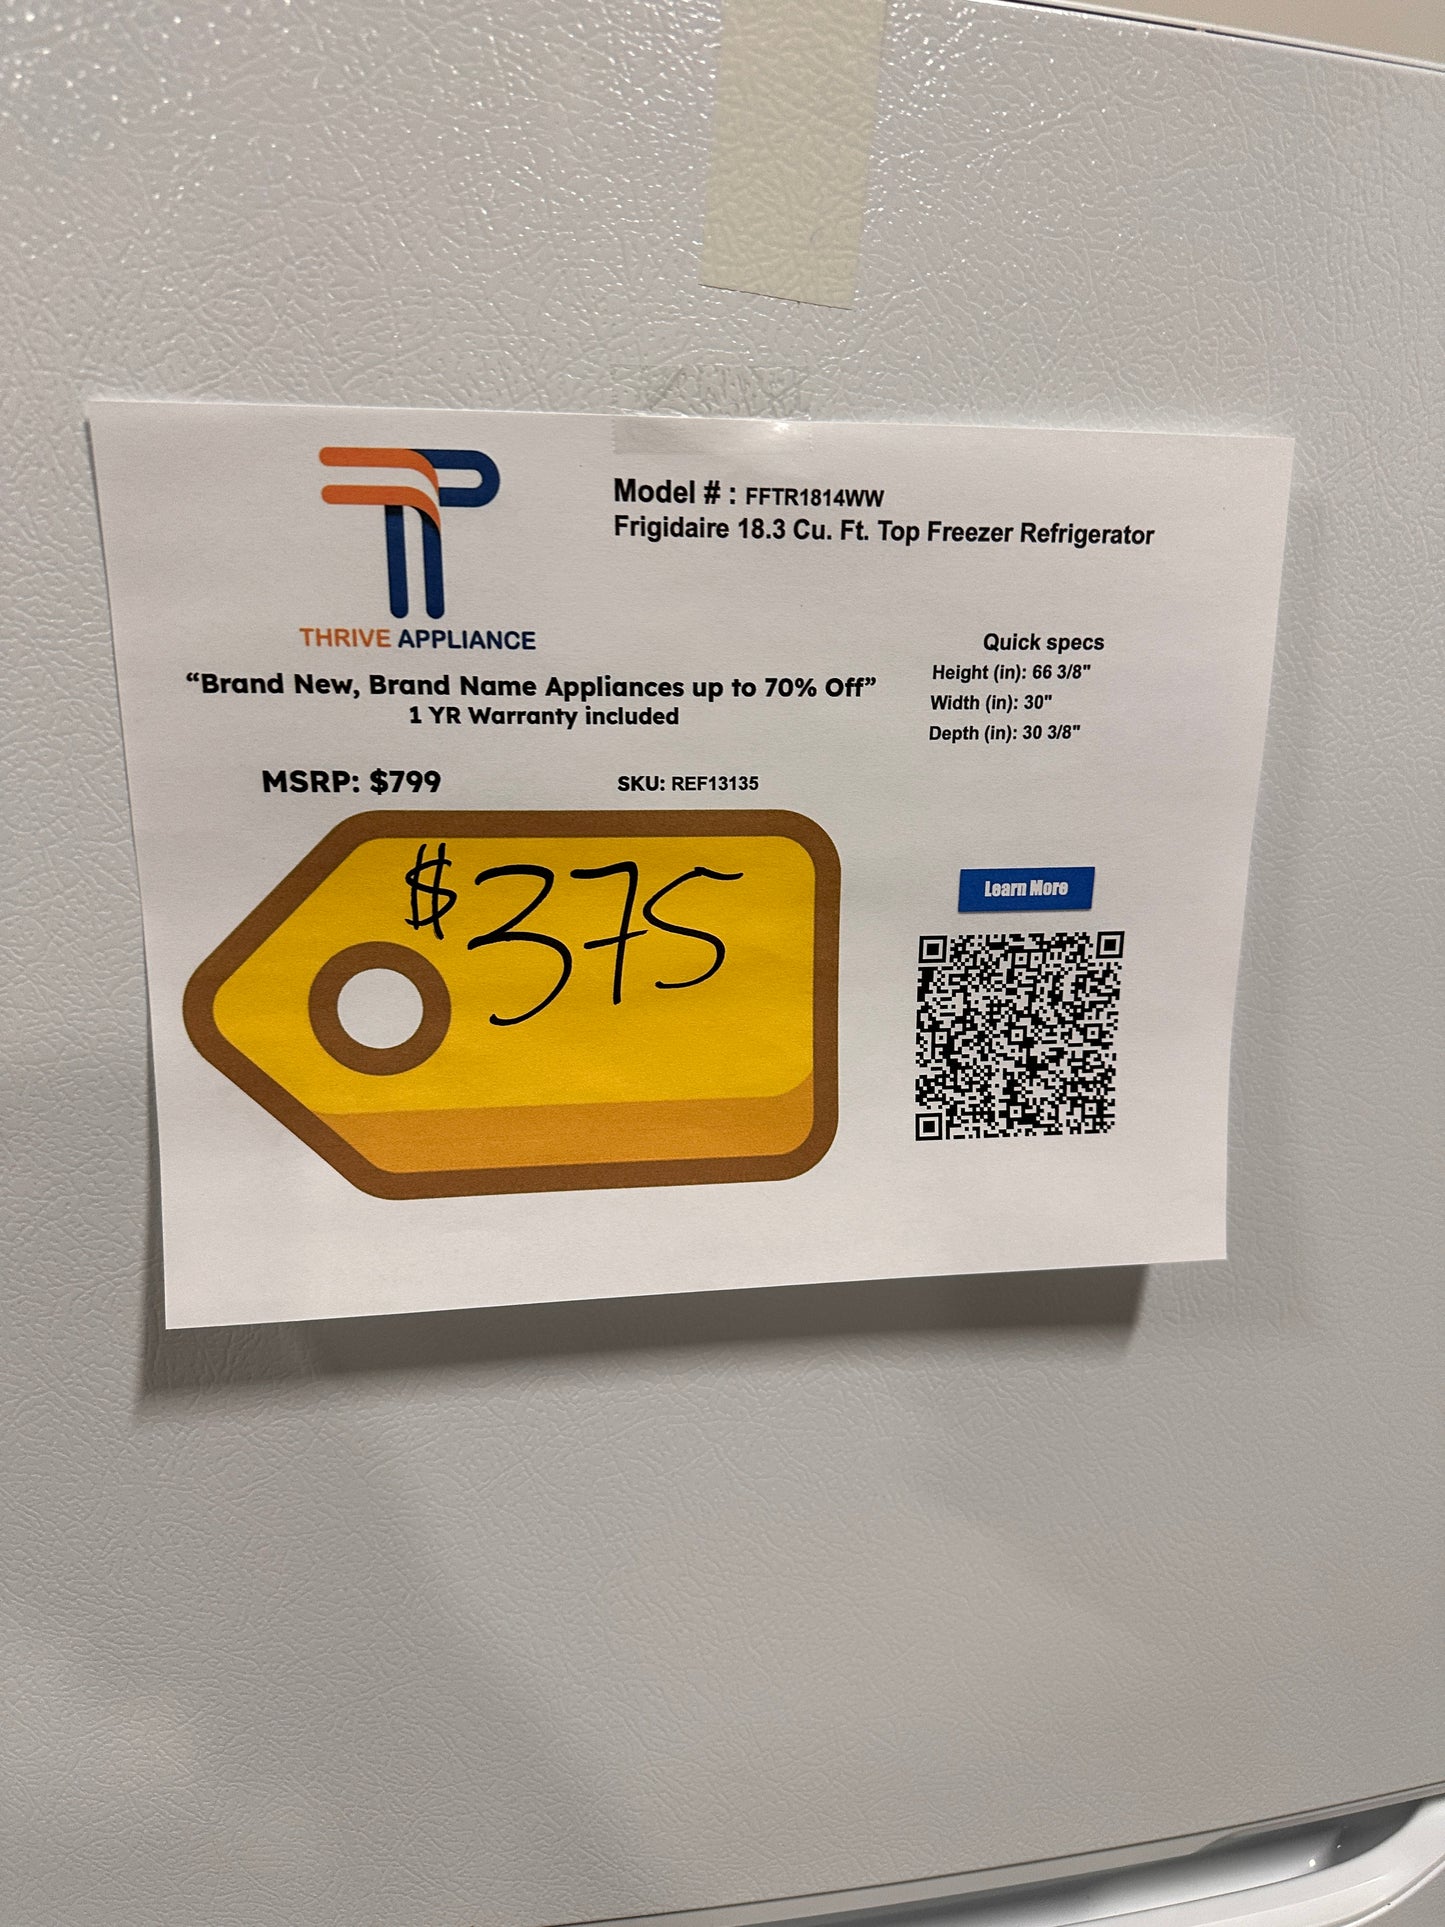 Model # : FFTR1814WW
Frigidaire 18.3 Cu. Ft. Top Freezer Refrigerator
THRIVE APPLIANCE
“Brand New, Brand Name Appliances up to 70% Off”
1 YR Warranty included
Quick specs
Height (in): 66 3/8"
Width (in): 30"
Depth (in): 30 3/8"
MSRP: $799
SKU: REF13135
$375
Learn More